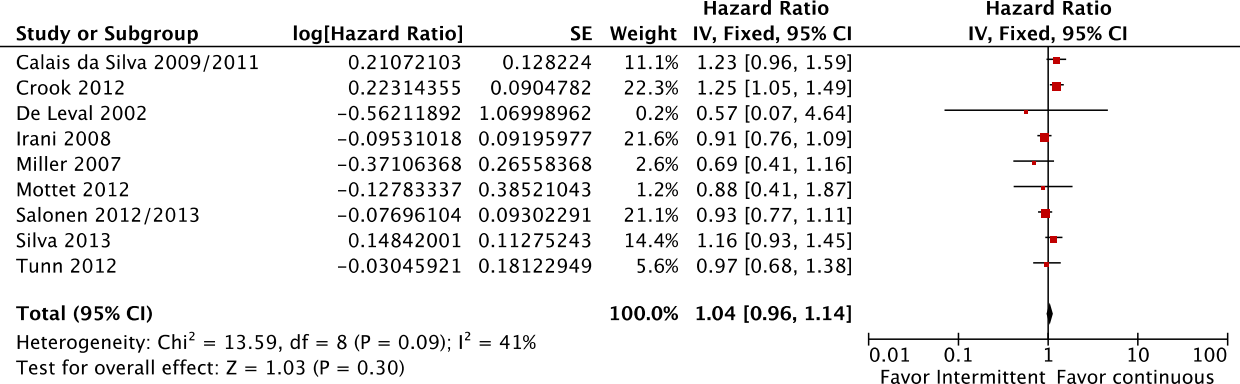 Hazard Ratio Hazard Ratio
Study or Subgroup log[Hazard Ratio] SE Weight IV, Fixed, 95% CI IV, Fixed, 95% CI
Calais da Silva 2009/2011 0.21072103 0.128224 11.1% 1.23 [0.96, 1.59]
Crook 2012 0.22314355 0.0904782 22.3% 1.25 [1.05, 1.49]
De Leval 2002 −0.56211892 1.06998962 0.2% 0.57 [0.07, 4.64]
Irani 2008 −0.09531018 0.09195977 21.6% 0.91 [0.76, 1.09]
Miller 2007 −0.37106368 0.26558368 2.6% 0.69 [0.41, 1.16]
Mottet 2012 −0.12783337 0.38521043 1.2% 0.88 [0.41, 1.87]
Salonen 2012/2013 −0.07696104 0.09302291 21.1% 0.93 [0.77, 1.11]
Silva 2013 0.14842001 0.11275243 14.4% 1.16 [0.93, 1.45]
Tunn 2012 −0.03045921 0.18122949 5.6% 0.97 [0.68, 1.38]
Total (95% CI) 100.0% 1.04 [0.96, 1.14]
Heterogeneity: Chi² = 13.59, df = 8 (P = 0.09); I² = 41%
Test for overall effect: Z = 1.03 (P = 0.30)
0.01 0.1 1 10 100
Favor Intermittent Favor continuous